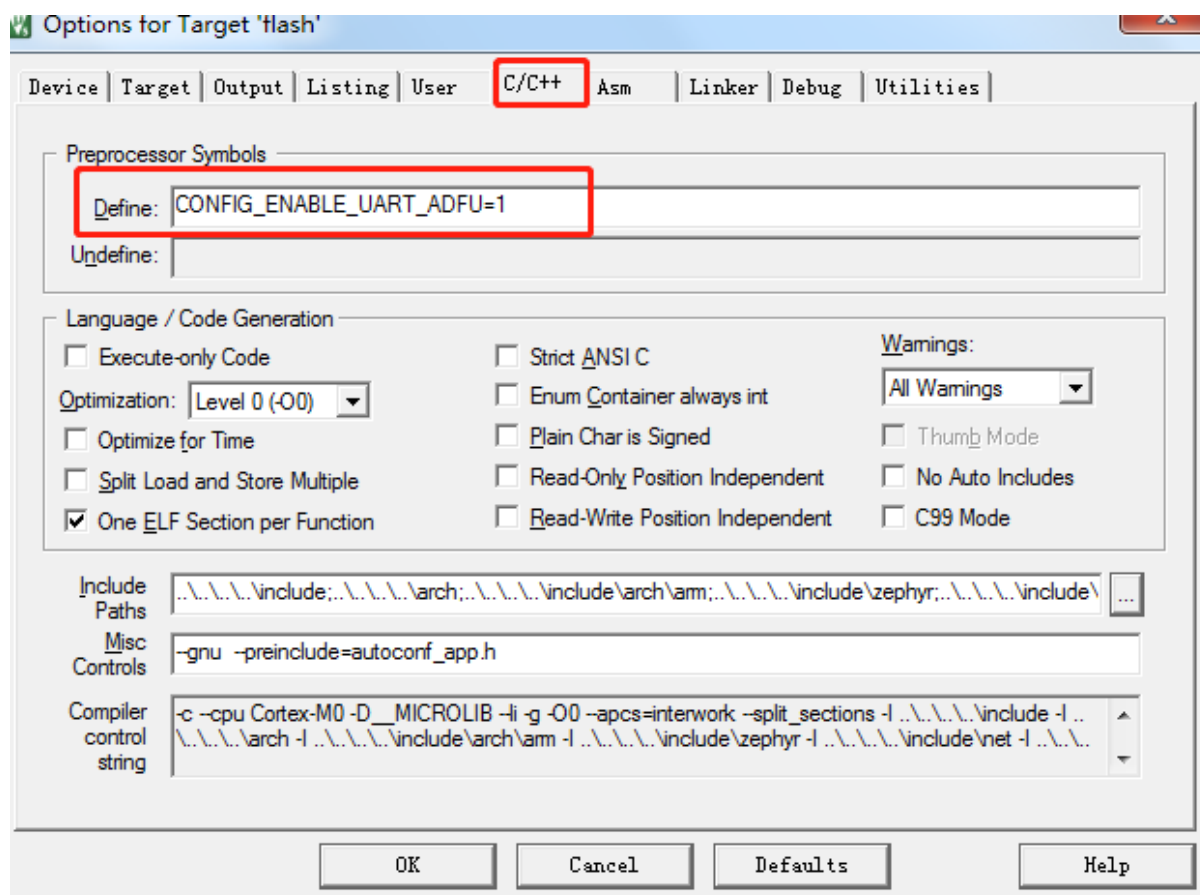 Options for Target 'flash'
Device Target Output Listing User C/C++ Asm Linker Debug Utilities
Preprocessor Symbols
Define: CONFIG_ENABLE_UART_ADFU=1
Undefine:
Language / Code Generation
Execute-only Code
Optimization: Level 0 (-O0)
Optimize for Time
Split Load and Store Multiple
One ELF Section per Function
Strict ANSI C
Enum Container always int
Plain Char is Signed
Read-Only Position Independent
Read-Write Position Independent
Warnings:
All Warnings
Thumb Mode
No Auto Includes
C99 Mode
Include Paths ..\..\..\..\include;..\..\..\..\arch;..\..\..\..\include\arch\arm;..\..\..\..\include\zephyr;..\..\..\..\include\ ...
Misc Controls --gnu --preinclude=autoconf_app.h
Compiler control string -c --cpu Cortex-M0 -D__MICROLIB --li -g -O0 --apcs=interwork --split_sections -I ..\..\..\..\include -I ..
\..\..\..\arch -I ..\..\..\..\include\arch\arm -I ..\..\..\..\include\zephyr -I ..\..\..\..\include\net -I ..\..\..
OK Cancel Defaults Help